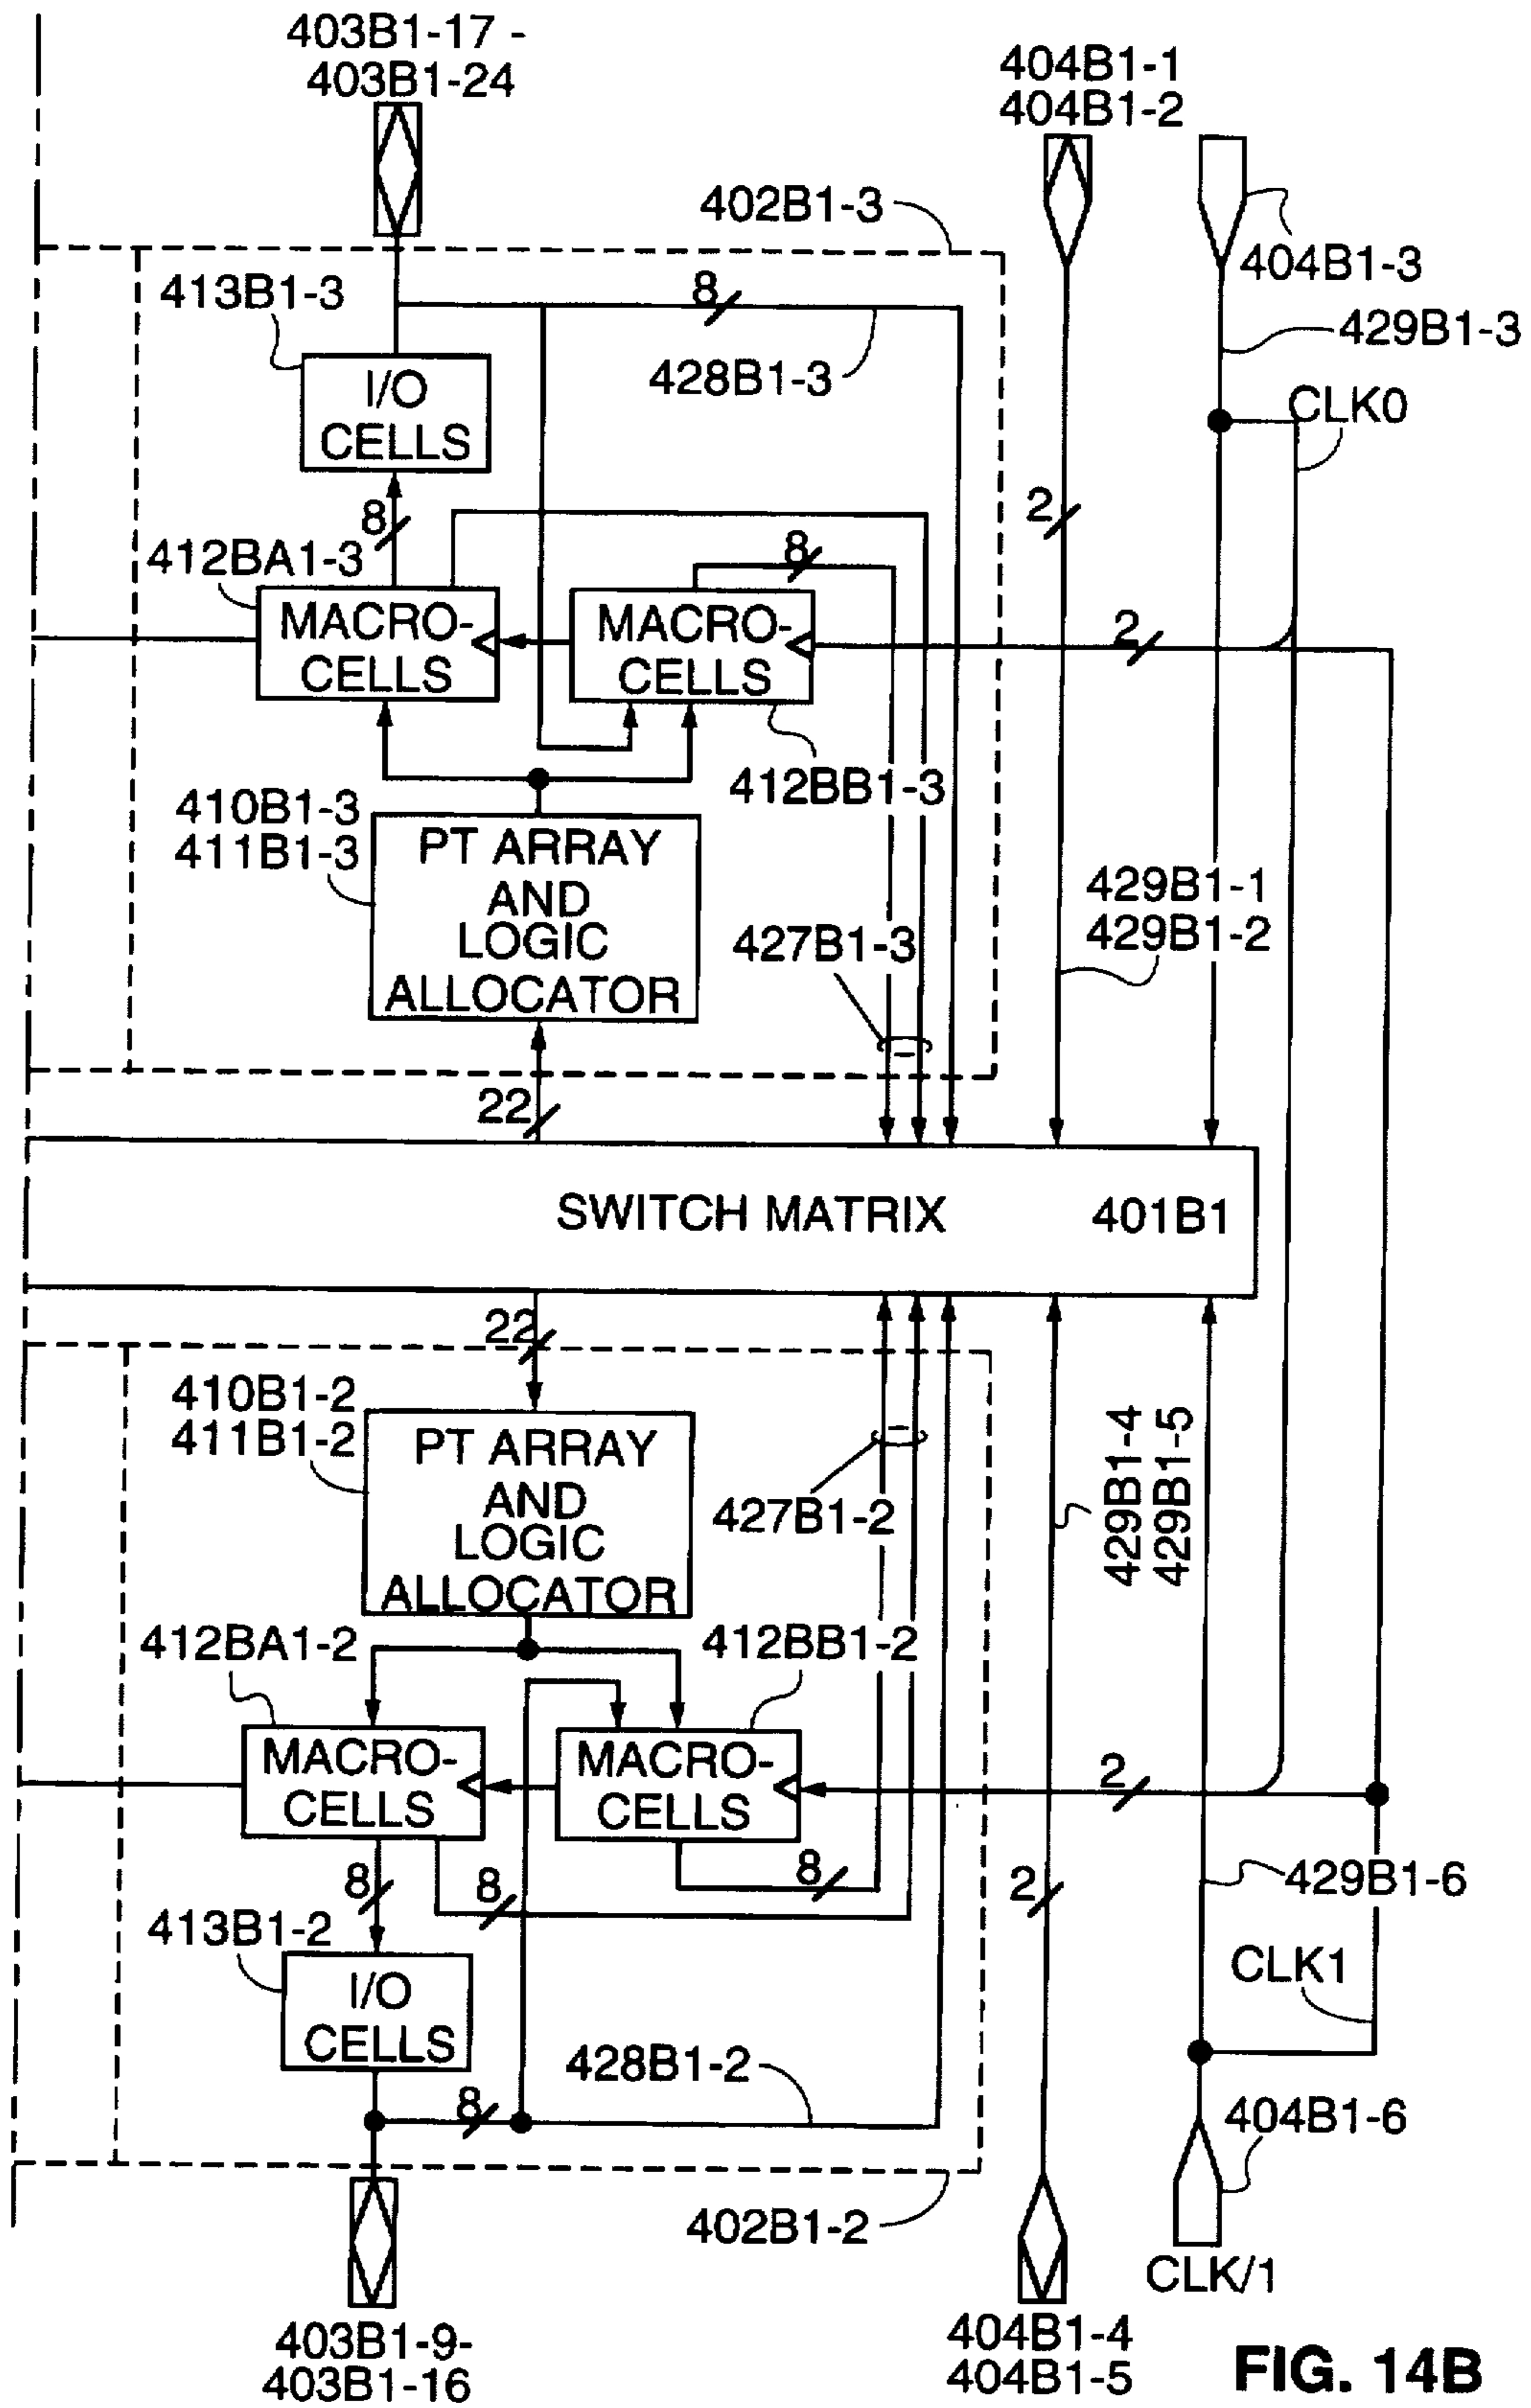 403B1-17 -
403B1-24
404B1-1
404B1-2
402B1-3
404B1-3
413B1-3
8
429B1-3
428B1-3
I/O
CELLS
CLK0
2
8
412BA1-3
8
MACRO-
CELLS
MACRO-
CELLS
2
412BB1-3
410B1-3
411B1-3
PT ARRAY
AND
LOGIC
ALLOCATOR
429B1-1
429B1-2
427B1-3
22
SWITCH MATRIX
401B1
22
410B1-2
411B1-2
PT ARRAY
AND
LOGIC
ALLOCATOR
429B1-4
429B1-5
427B1-2
412BA1-2
412BB1-2
MACRO-
CELLS
MACRO-
CELLS
2
8
8
8
2
429B1-6
413B1-2
I/O
CELLS
CLK1
428B1-2
8
404B1-6
402B1-2
CLK/1
403B1-9-
403B1-16
404B1-4
404B1-5
FIG. 14B